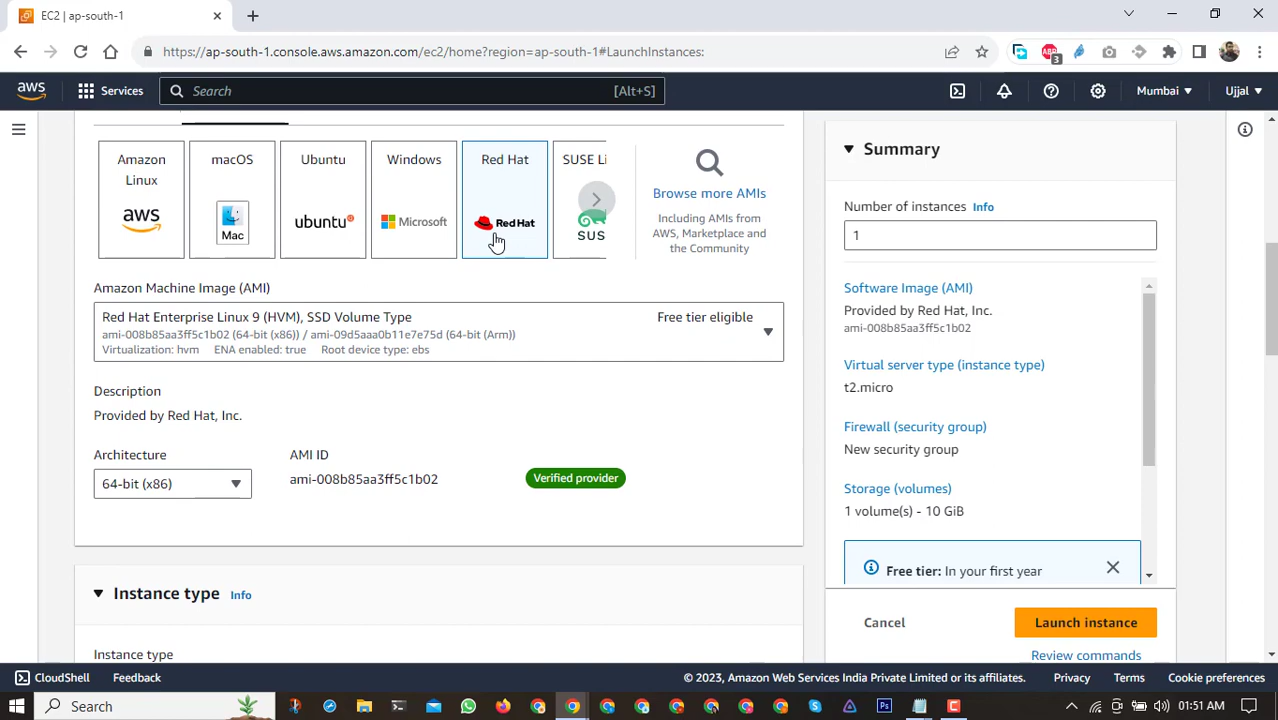 EC2 | ap-south-1
https://ap-south-1.console.aws.amazon.com/ec2/home?region=ap-south-1#LaunchInstances:
3
aws
Services
Search
[Alt+S]
Mumbai
Ujjal
Amazon
Linux
aws
macOS
Mac
Ubuntu
ubuntu
Windows
Microsoft
Red Hat
Red Hat
SUSE Li
SUS
Browse more AMIs
Including AMIs from
AWS, Marketplace and
the Community
Amazon Machine Image (AMI)
Red Hat Enterprise Linux 9 (HVM), SSD Volume Type
Free tier eligible
ami-008b85aa3ff5c1b02 (64-bit (x86)) / ami-09d5aaa0b11e7e75d (64-bit (Arm))
Virtualization: hvm ENA enabled: true Root device type: ebs
Description
Provided by Red Hat, Inc.
Architecture
64-bit (x86)
AMI ID
ami-008b85aa3ff5c1b02
Verified provider
Instance type Info
Instance type
Summary
Number of instances Info
1
Software Image (AMI)
Provided by Red Hat, Inc.
ami-008b85aa3ff5c1b02
Virtual server type (instance type)
t2.micro
Firewall (security group)
New security group
Storage (volumes)
1 volume(s) - 10 GiB
Free tier: In your first year
Cancel
Launch instance
Review commands
CloudShell
Feedback
© 2023, Amazon Web Services India Private Limited or its affiliates.
Privacy
Terms
Cookie preferences
Search
Ps
01:51 AM